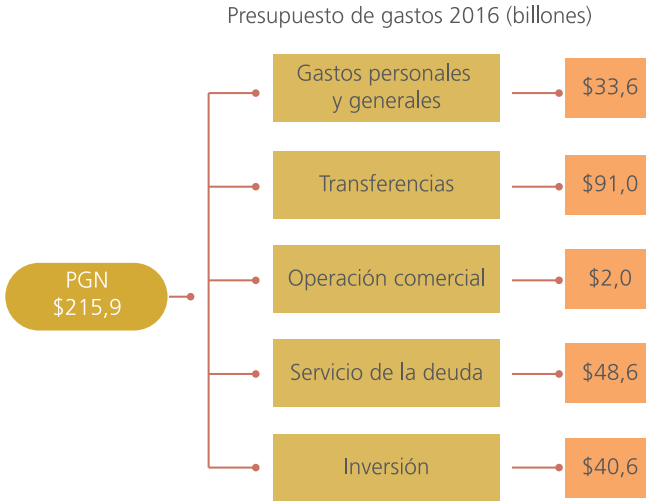 Presupuesto de gastos 2016 (billones)
Gastos personales
y generales
$33,6
Transferencias
$91,0
PGN
$215,9
Operación comercial
$2,0
Servicio de la deuda
$48,6
Inversión
$40,6